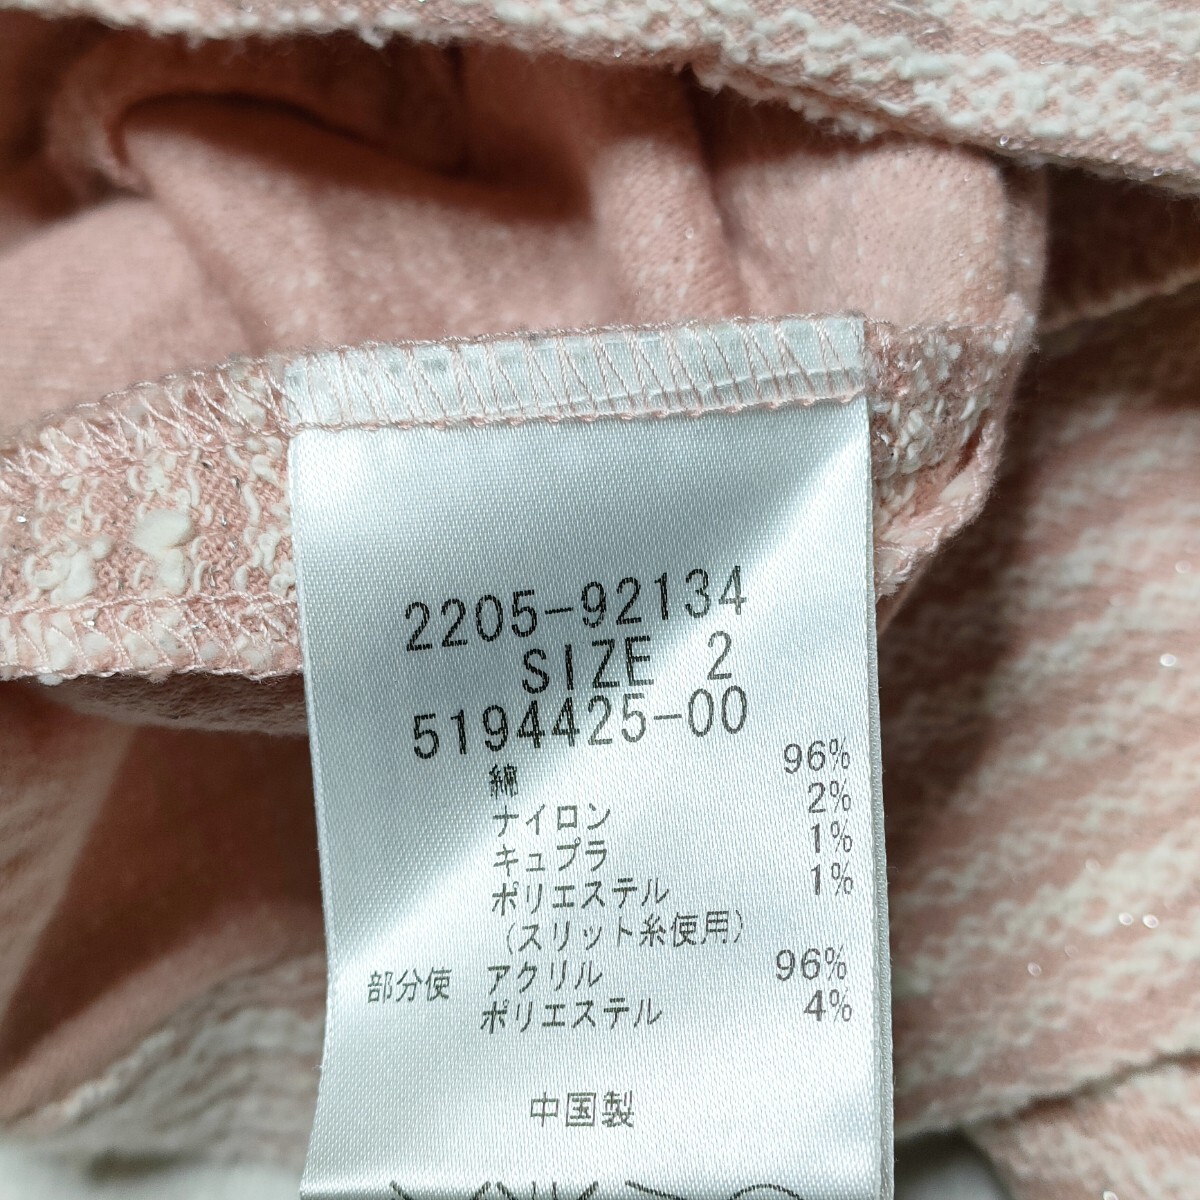 2205-92134
SIZE 2
5194425-00
綿 96%
ナイロン 2%
キュプラ 1%
ポリエステル 1%
(スリット糸使用)
部分使 アクリル 96%
ポリエステル 4%
中国製